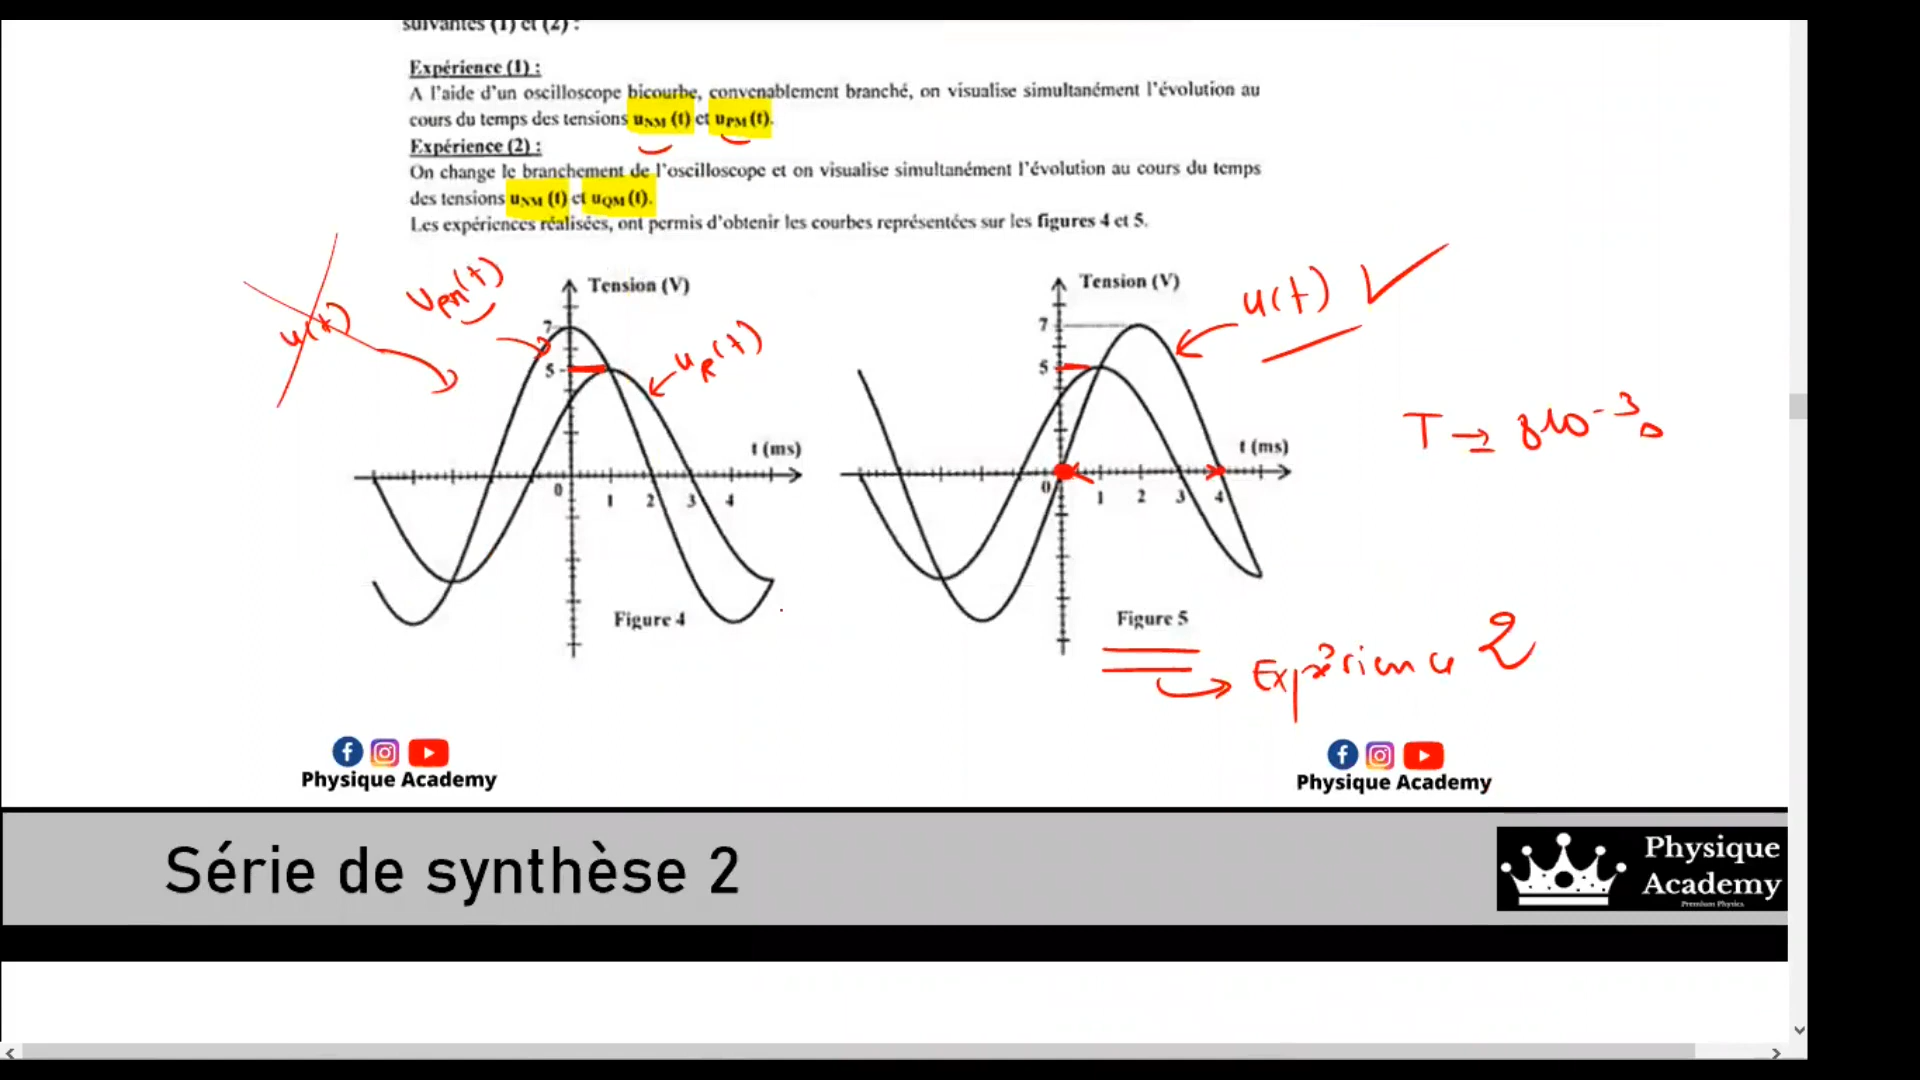 suivantes (1) et (2) :
Expérience (1) :
A l'aide d'un oscilloscope bicourbe, convenablement branché, on visualise simultanément l'évolution au
cours du temps des tensions uNM (t) et uPM (t).
Expérience (2) :
On change le branchement de l'oscilloscope et on visualise simultanément l'évolution au cours du temps
des tensions uNM (t) et uQM (t).
Les expériences réalisées, ont permis d'obtenir les courbes représentées sur les figures 4 et 5.
u(t)
Tension (V)
uR(t)
7
5
t (ms)
0
1 2 3 4
Figure 4
Tension (V)
u(t)
7
5
t (ms)
0
1 2 3 4
Figure 5
Expérience 2
Physique Academy
Physique Academy
Série de synthèse 2
Physique
Academy
Premium Physics